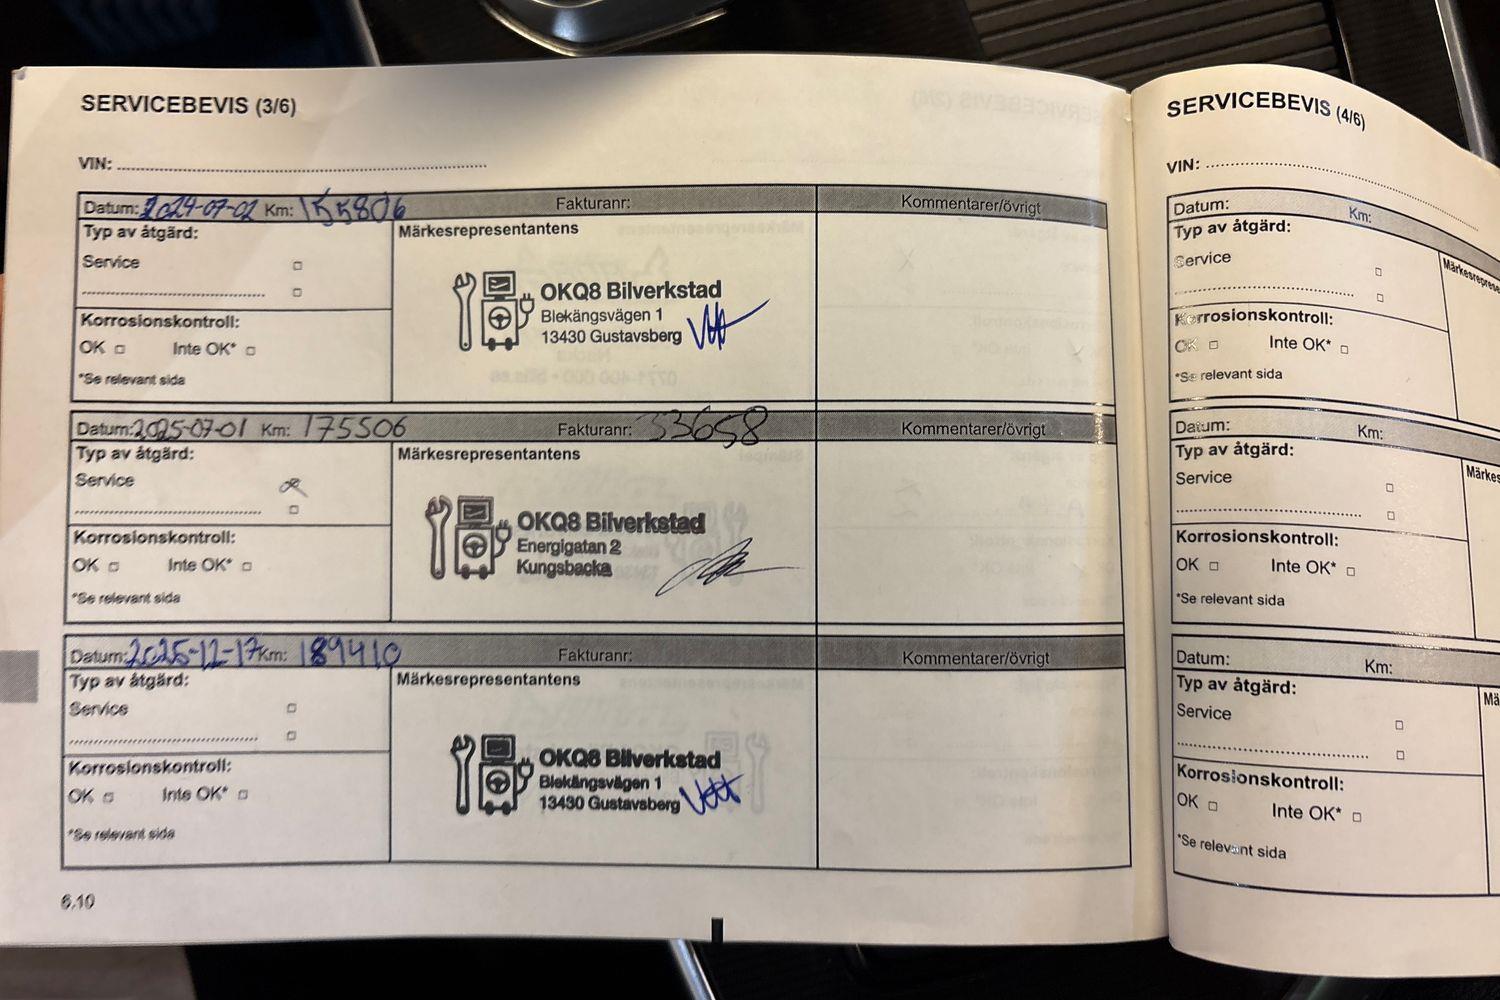 SERVICEBEVIS (3/6)
VIN:
Datum: 2024-07-02 Km: 155806 Fakturanr: Kommentarer/övrigt
Typ av åtgärd: Märkesrepresentantens
Service
OKQ8 Bilverkstad
Blekängsvägen 1
13430 Gustavsberg
Korrosionskontroll:
OK Inte OK*
*Se relevant sida
Datum: 2025-07-01 Km: 175506 Fakturanr: 33658 Kommentarer/övrigt
Typ av åtgärd: Märkesrepresentantens
Service
OKQ8 Bilverkstad
Energigatan 2
Kungsbacka
Korrosionskontroll:
OK Inte OK*
*Se relevant sida
Datum: 2025-12-17 Km: 189410 Fakturanr: Kommentarer/övrigt
Typ av åtgärd: Märkesrepresentantens
Service
OKQ8 Bilverkstad
Blekängsvägen 1
13430 Gustavsberg
Korrosionskontroll:
OK Inte OK*
*Se relevant sida
6.10
SERVICEBEVIS (4/6)
VIN:
Datum: Km:
Typ av åtgärd: Märkesreprese
Service
Korrosionskontroll:
OK Inte OK*
*Se relevant sida
Datum: Km:
Typ av åtgärd: Märkes
Service
Korrosionskontroll:
OK Inte OK*
*Se relevant sida
Datum: Km:
Typ av åtgärd: Mä
Service
Korrosionskontroll:
OK Inte OK*
*Se relevant sida